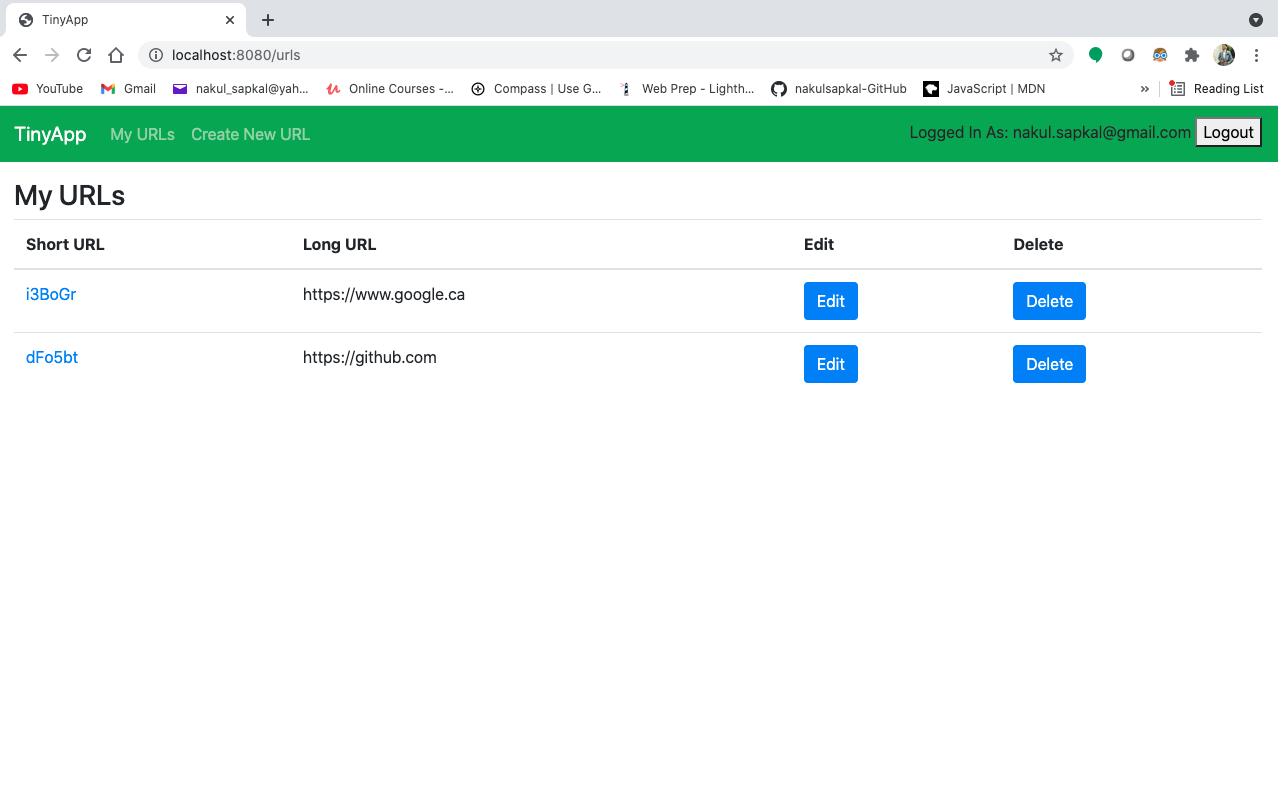 TinyApp
localhost:8080/urls
YouTube Gmail nakul_sapkal@yah... Online Courses -... Compass | Use G... Web Prep - Lighth... nakulsapkal-GitHub JavaScript | MDN » Reading List
TinyApp My URLs Create New URL Logged In As: nakul.sapkal@gmail.com Logout
My URLs
Short URL Long URL Edit Delete
i3BoGr https://www.google.ca Edit Delete
dFo5bt https://github.com Edit Delete